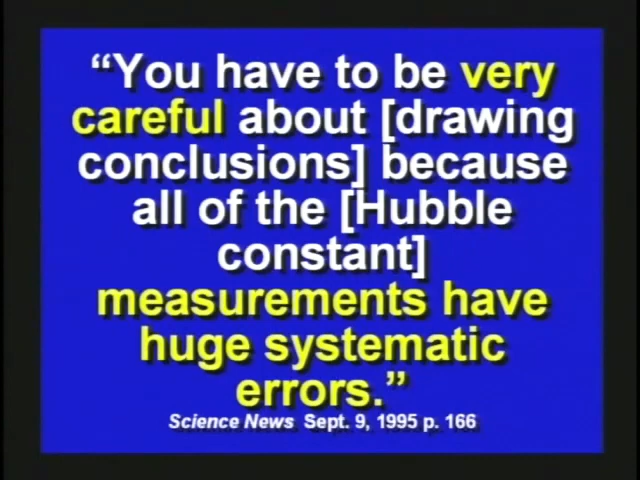 “You have to be very
careful about [drawing
conclusions] because
all of the [Hubble
constant]
measurements have
huge systematic
errors.”
Science News Sept. 9, 1995 p. 166